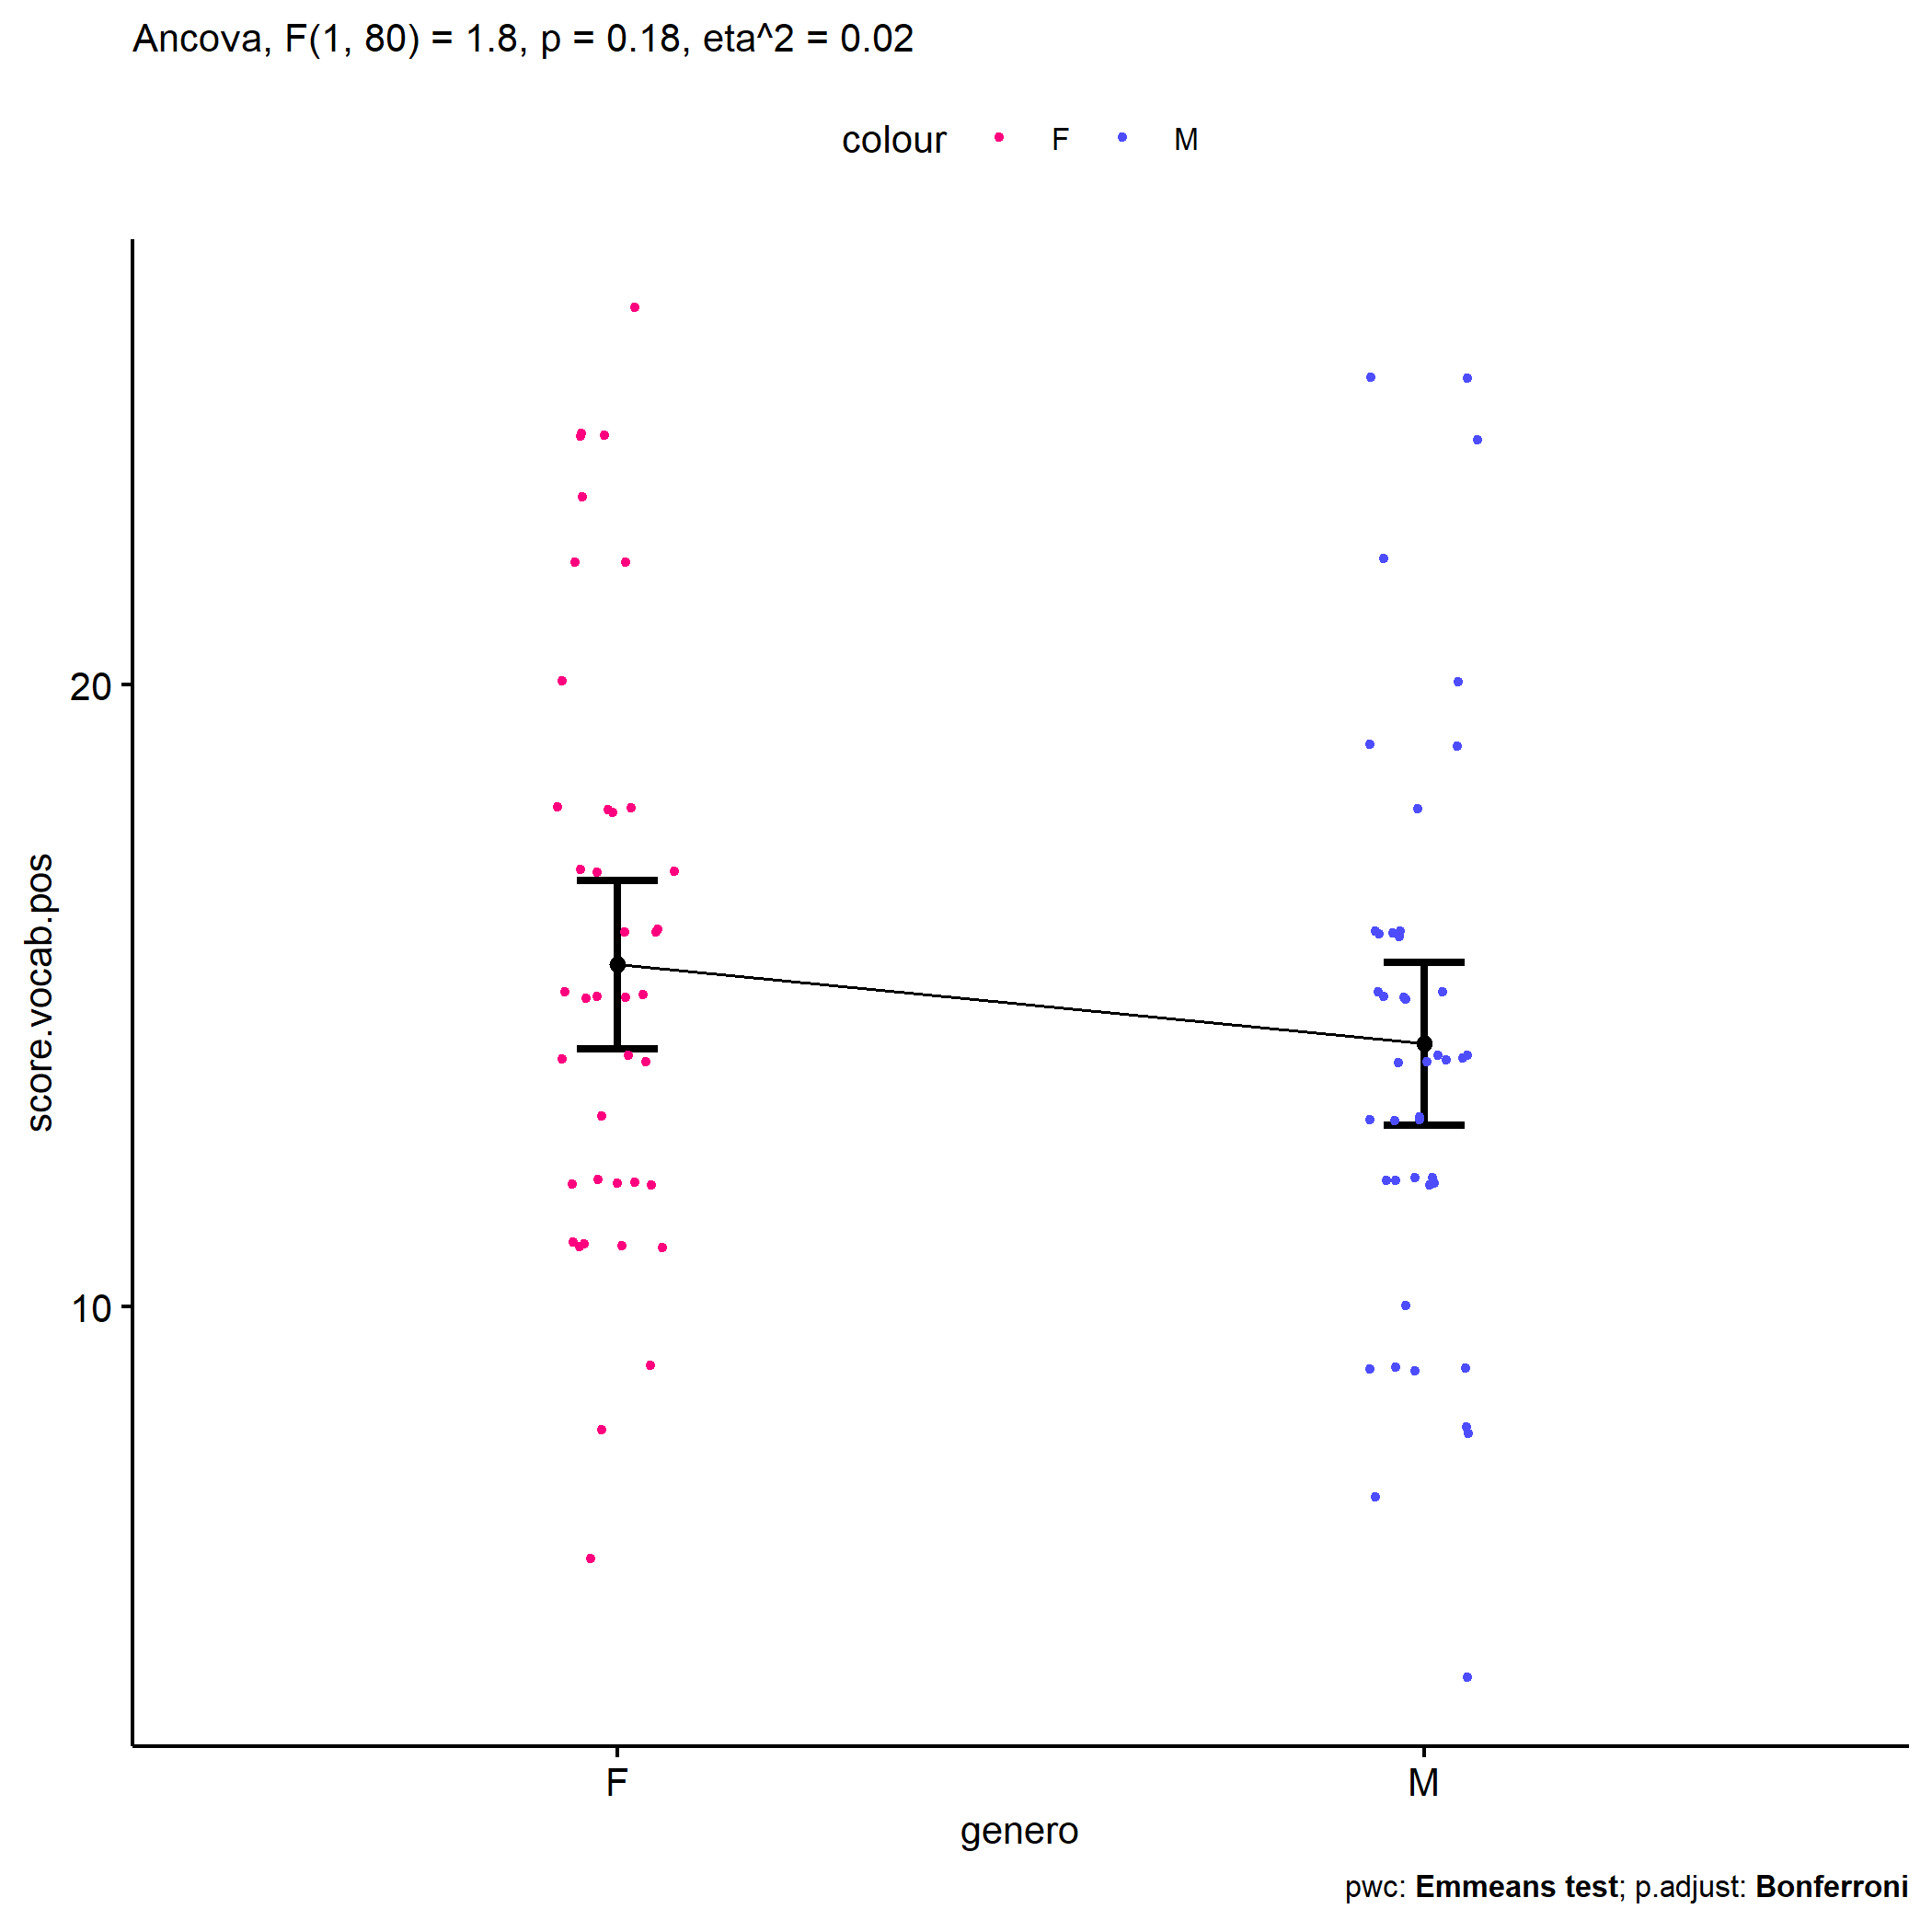 Ancova, F(1, 80) = 1.8, p = 0.18, eta^2 = 0.02
colour F M
score.vocab.pos
20
10
F M
genero
pwc: Emmeans test; p.adjust: Bonferroni